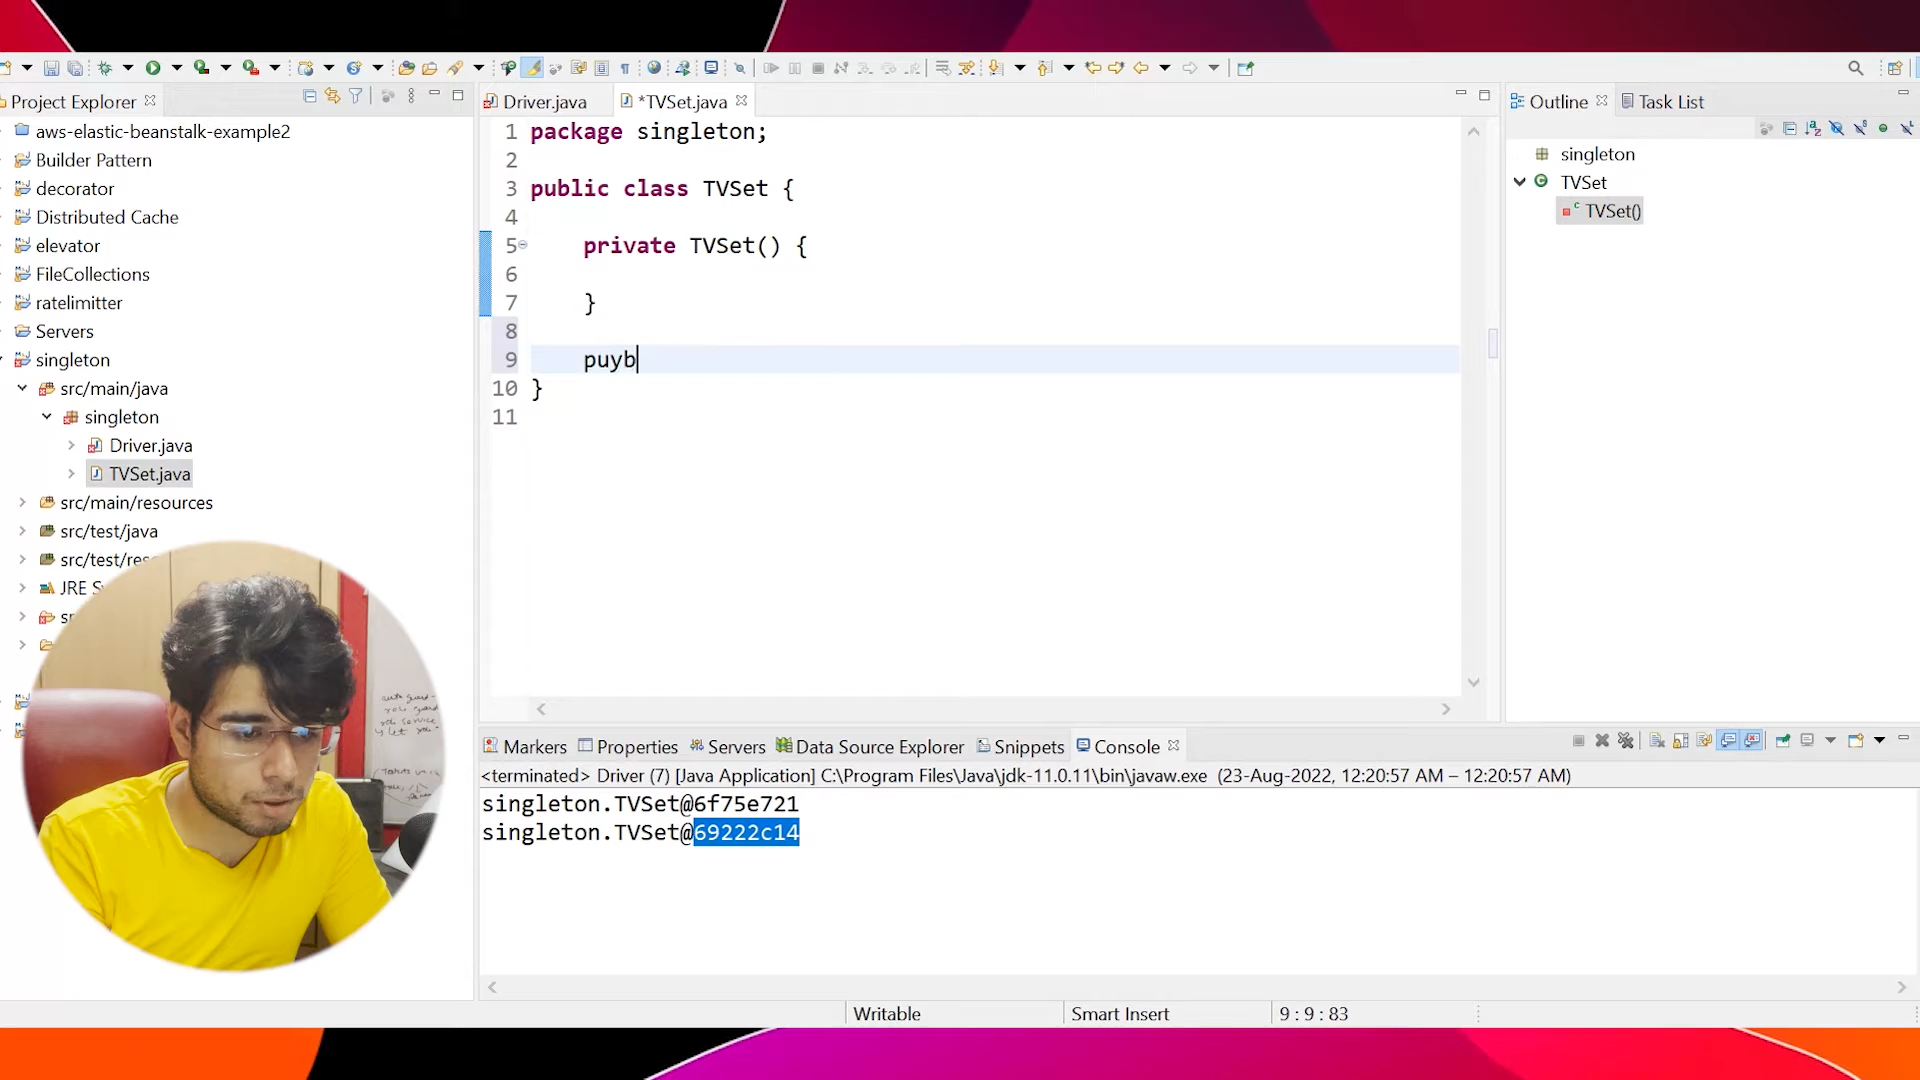 Project Explorer
aws-elastic-beanstalk-example2
Builder Pattern
decorator
Distributed Cache
elevator
FileCollections
ratelimitter
Servers
singleton
src/main/java
singleton
Driver.java
TVSet.java
src/main/resources
src/test/java
src/test/res
JRE S
Driver.java
*TVSet.java
1 package singleton;
2
3 public class TVSet {
4
5 private TVSet() {
6
7 }
8
9 puyb
10 }
11
Outline
Task List
singleton
TVSet
TVSet()
Markers
Properties
Servers
Data Source Explorer
Snippets
Console
<terminated> Driver (7) [Java Application] C:\Program Files\Java\jdk-11.0.11\bin\javaw.exe (23-Aug-2022, 12:20:57 AM – 12:20:57 AM)
singleton.TVSet@6f75e721
singleton.TVSet@69222c14
Writable
Smart Insert
9 : 9 : 83